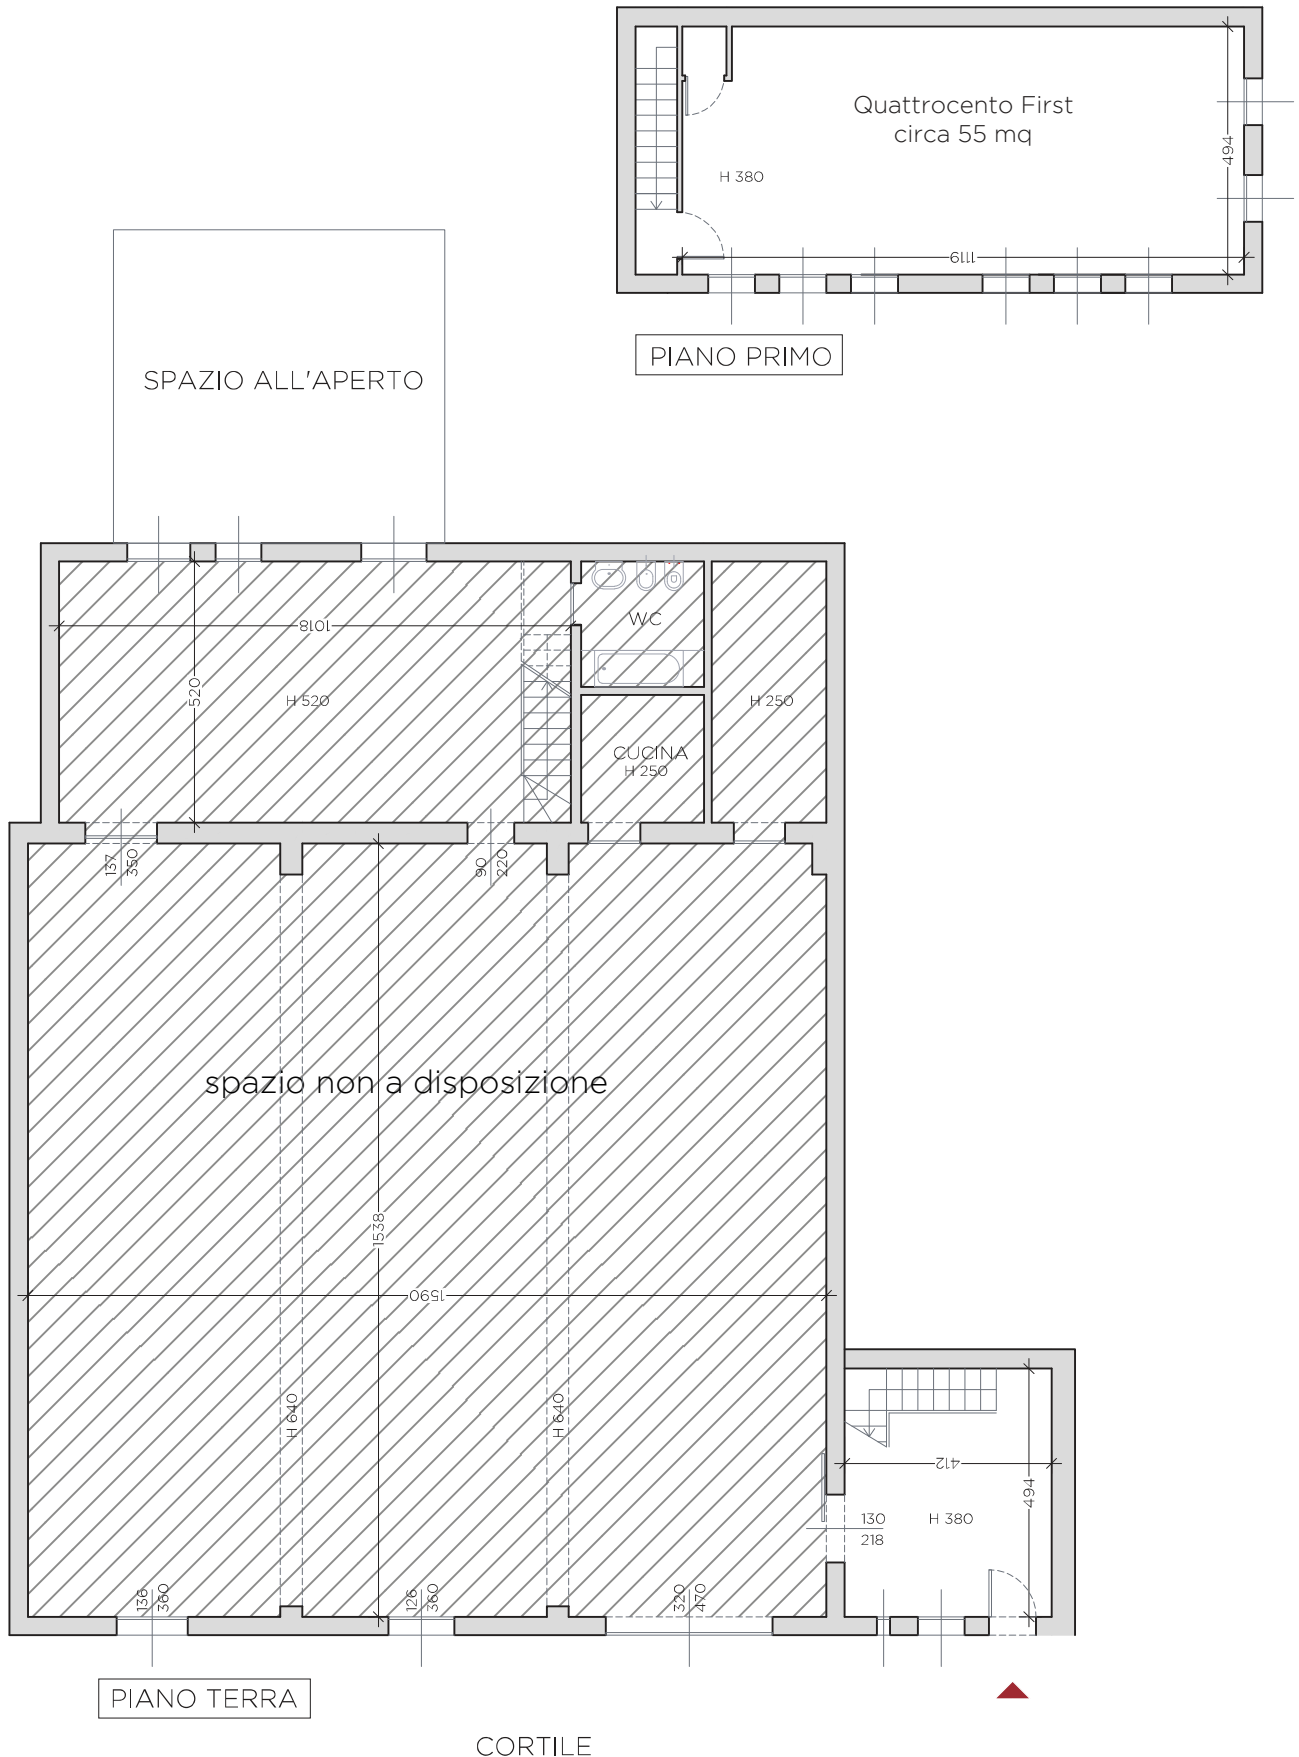 Quattrocento First
circa 55 mq
494
H 380
1119
PIANO PRIMO
SPAZIO ALL'APERTO
WC
1018
520
H 520
H 250
CUCINA
H 250
137
350
90
220
spazio non a disposizione
1538
1590
H 640
H 640
412
494
130
218
H 380
136
360
126
360
320
470
PIANO TERRA
CORTILE